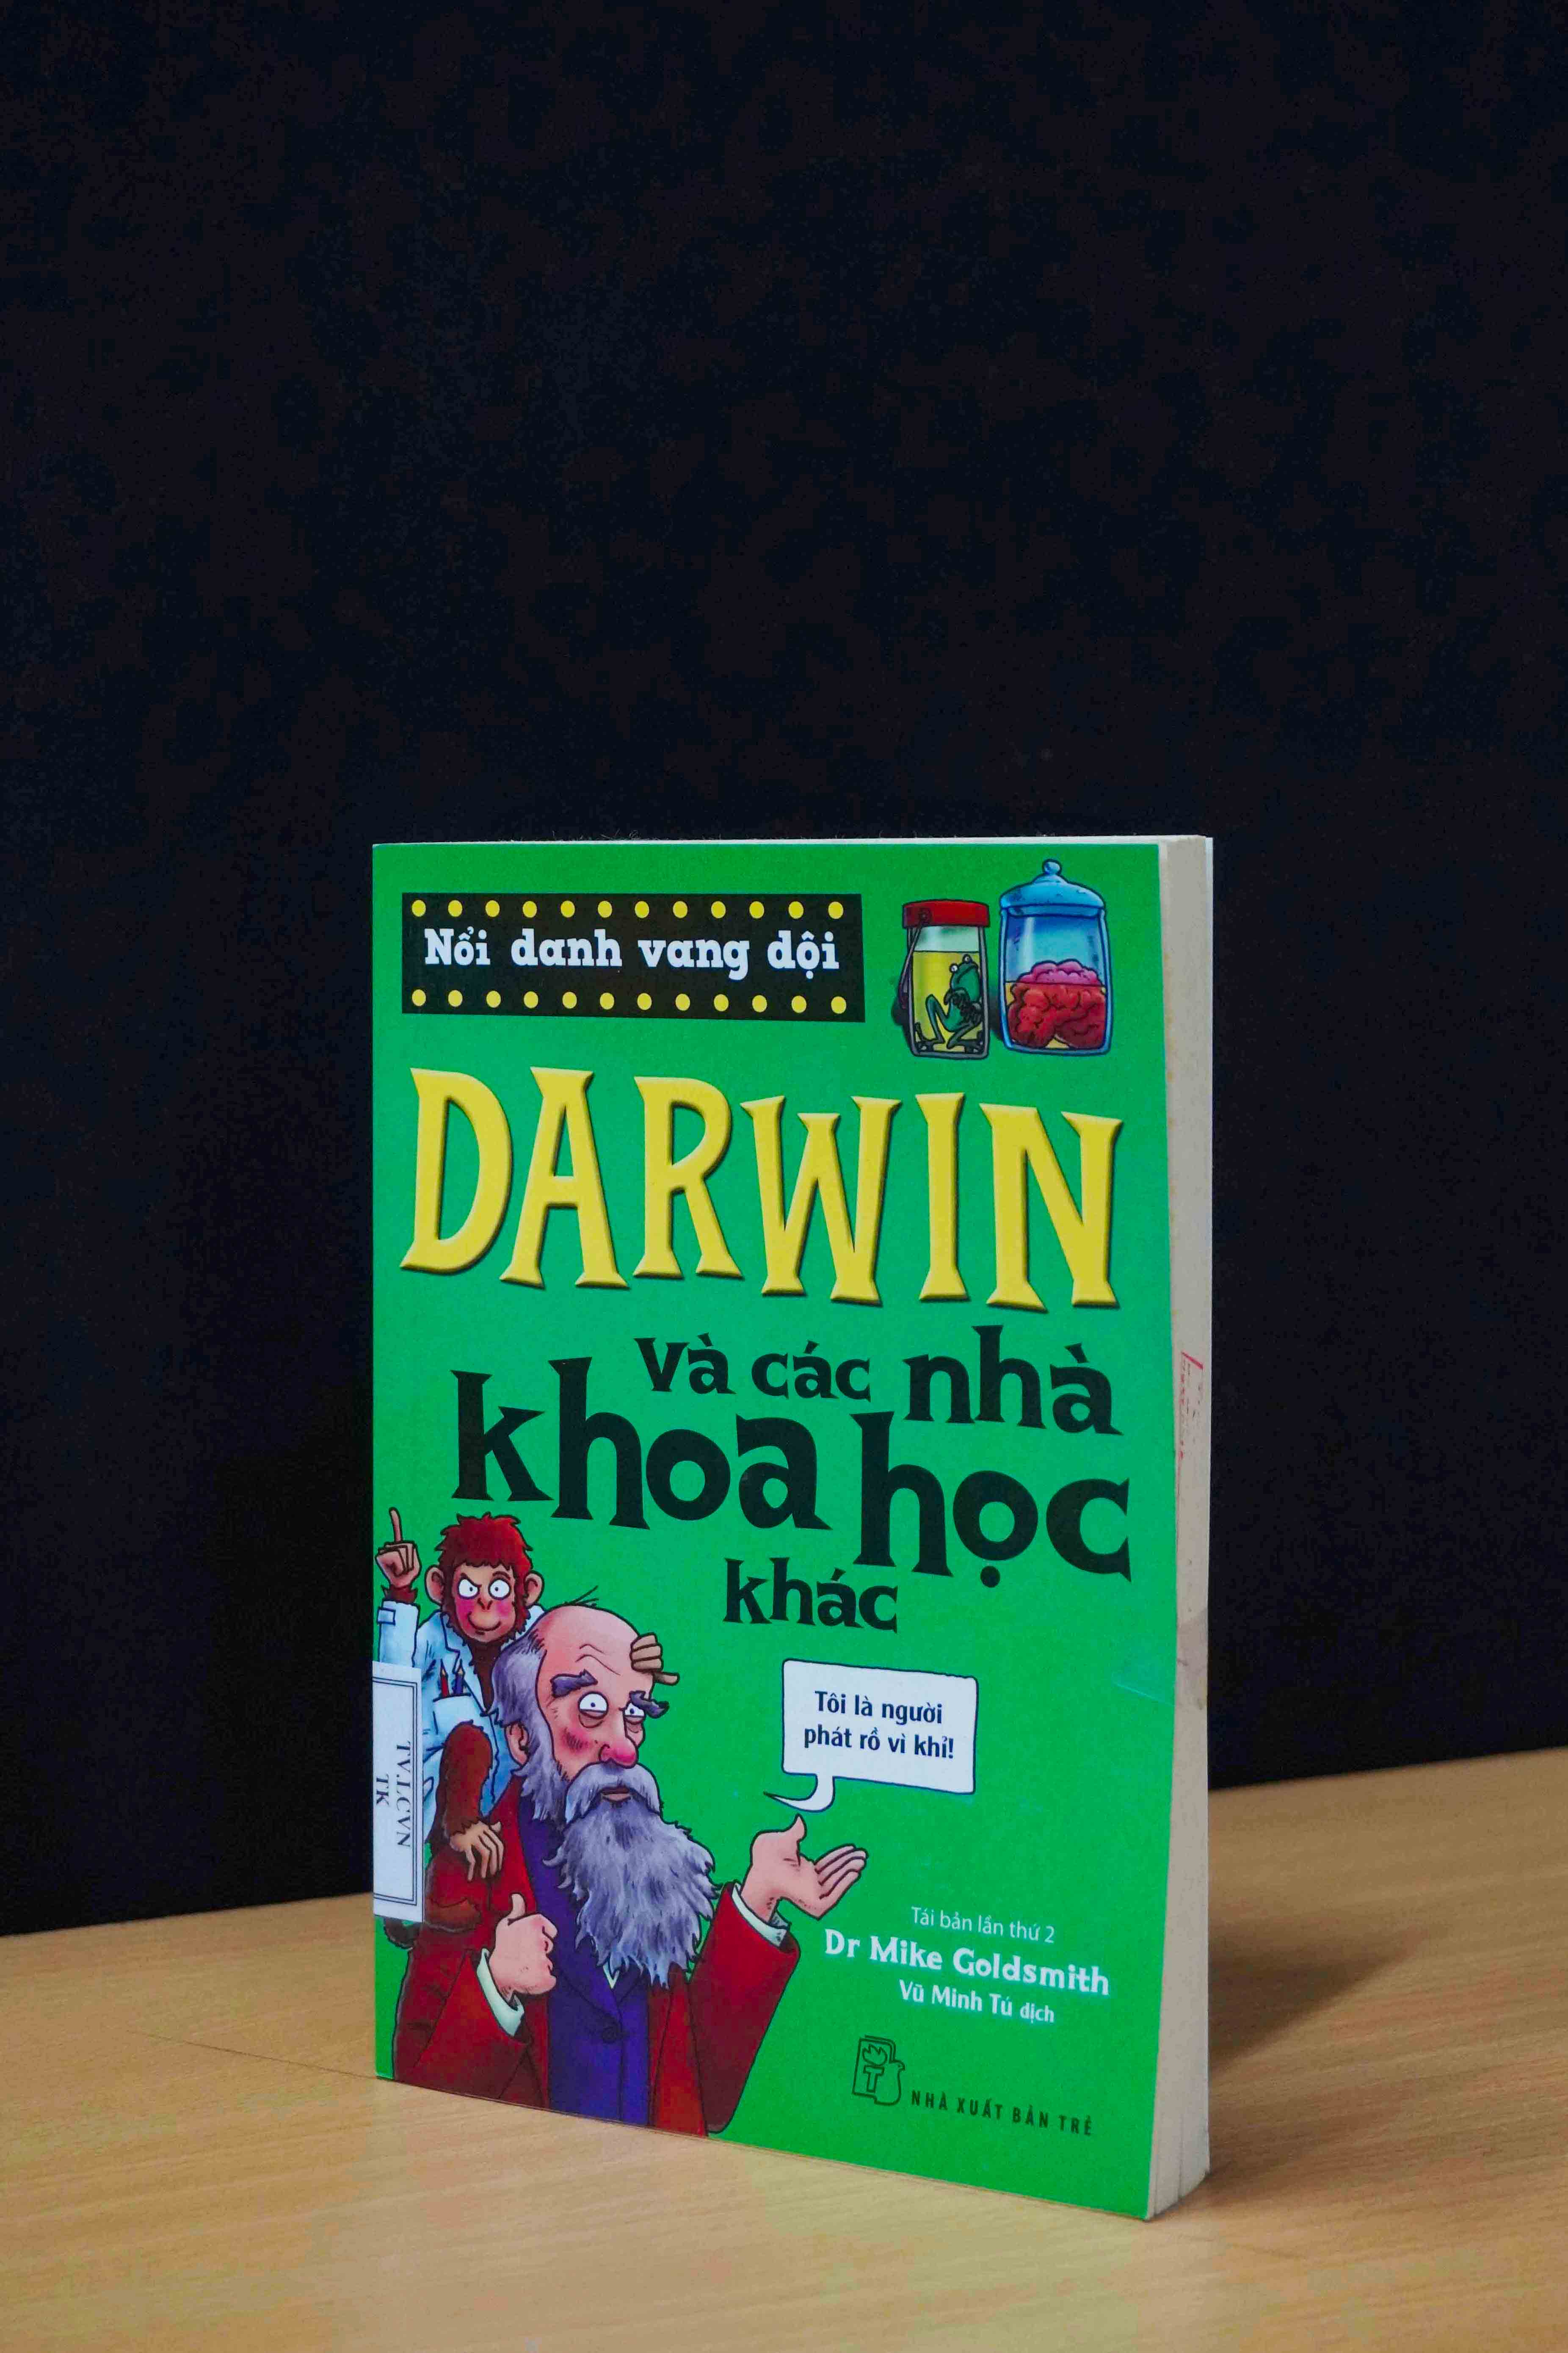 Nổi danh vang dội
DARWIN
và các nhà
khoa học
khác
Tôi là người
phát rồ vì khỉ!
TV.LCVN
TK
Tái bản lần thứ 2
Dr Mike Goldsmith
Vũ Minh Tú dịch
T
NHÀ XUẤT BẢN TRẺ